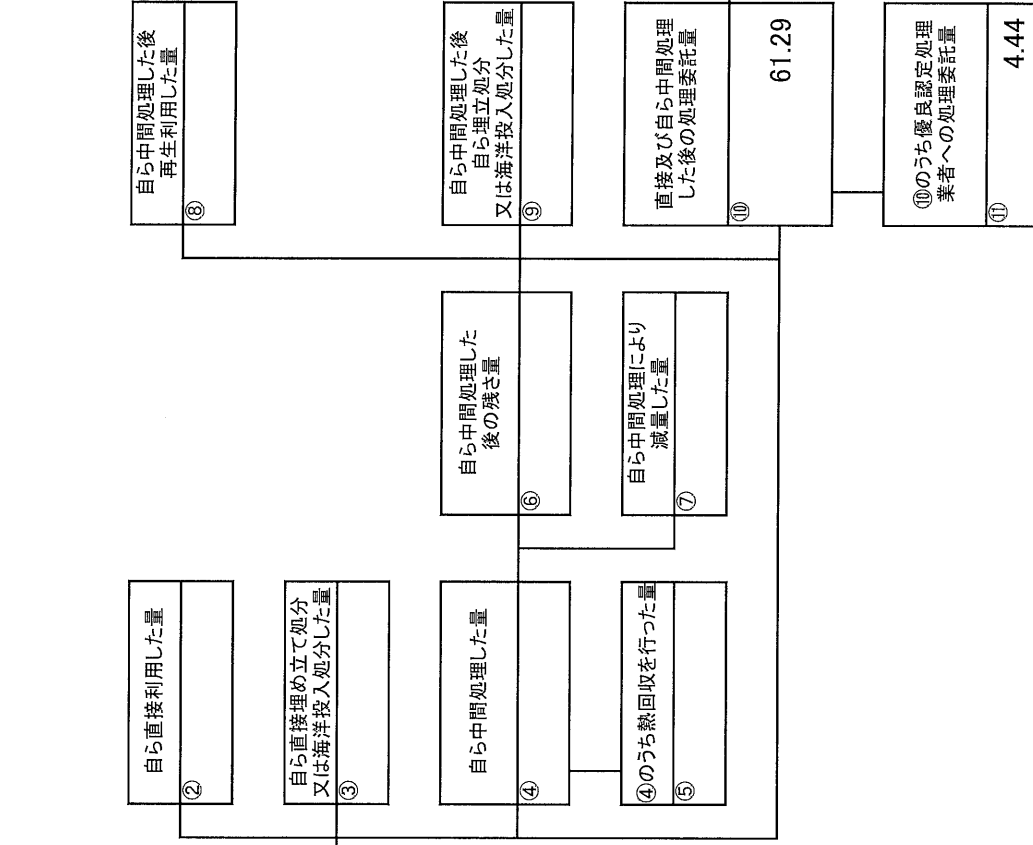 自ら直接利用した量
②
自ら直接埋め立て処分
又は海洋投入処分した量
③
自ら中間処理した量
④
④のうち熱回収を行った量
⑤
自ら中間処理した
後の残さ量
⑥
自ら中間処理により
減量した量
⑦
自ら中間処理した後
再生利用した量
⑧
自ら中間処理した後
自ら埋立処分
又は海洋投入処分した量
⑨
直接及び自ら中間処理
した後の処理委託量
⑩
61.29
⑩のうち優良認定処理
業者への処理委託量
⑪
4.44